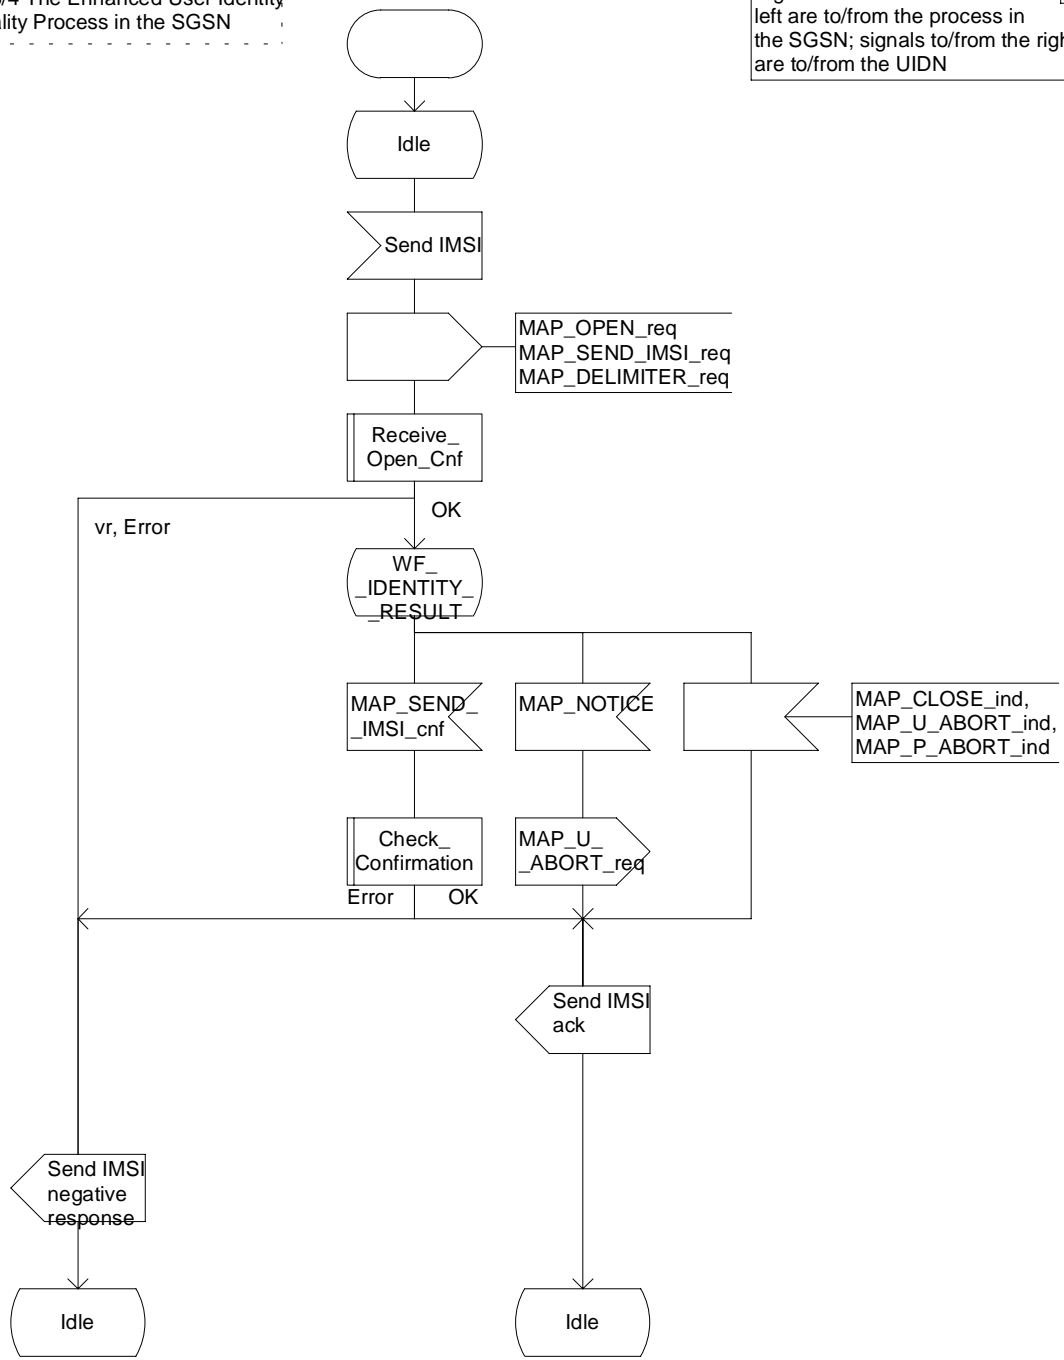 ality Process in the SGSN
left are to/from the process in
the SGSN; signals to/from the
are to/from the UIDN
Idle
Send IMSI
MAP_OPEN_req
MAP_SEND_IMSI_req
MAP_DELIMITER_req
Receive_
Open_Cnf
OK
vr, Error
WF_
_IDENTITY_
_RESULT
MAP_SEND_
_IMSI_cnf
MAP_NOTICE
MAP_CLOSE_ind,
MAP_U_ABORT_ind,
MAP_P_ABORT_ind
Check_
Confirmation
MAP_U_
_ABORT_req
Error
OK
Send IMSI
ack
Send IMSI
negative
response
Idle
Idle